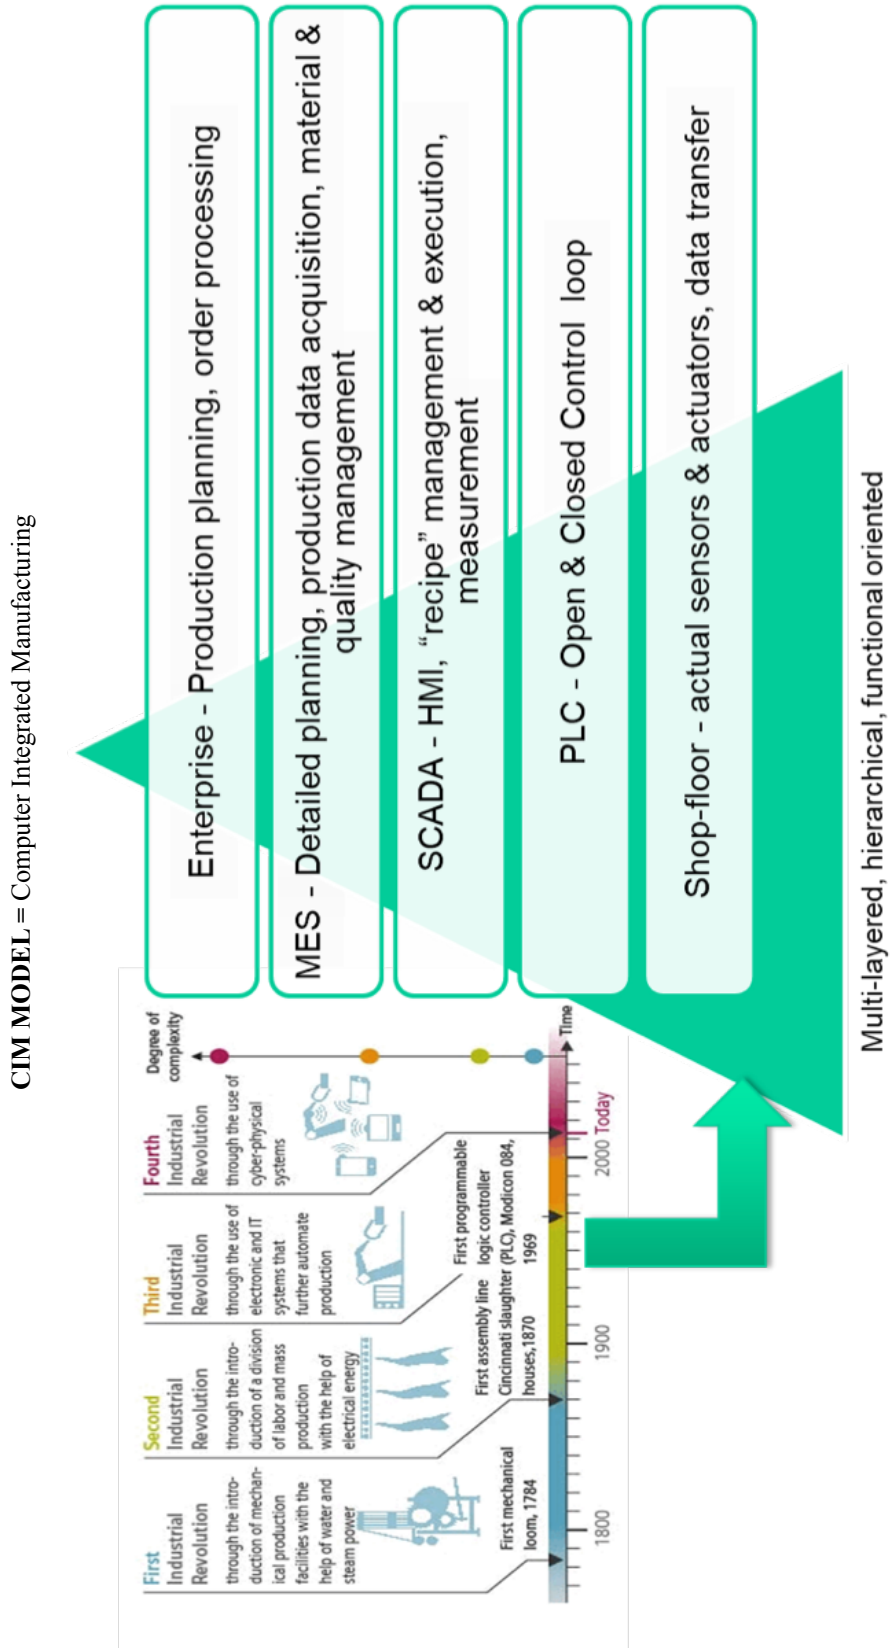 CIM MODEL = Computer Integrated Manufacturing
First
Industrial
Revolution
through the intro-
duction of mechan-
ical production
facilities with the
help of water and
steam power
First mechanical
loom, 1784
Second
Industrial
Revolution
through the intro-
duction of a division
of labor and mass
production
with the help of
electrical energy
First assembly line
Cincinnati slaughter
houses,1870
Third
Industrial
Revolution
through the use of
electronic and IT
systems that
further automate
production
First programmable
logic controller
(PLC), Modicon 084,
1969
Fourth
Industrial
Revolution
through the use of
cyber-physical
systems
Degree of
complexity
Time
1800
1900
2000
Today
Enterprise - Production planning, order processing
MES - Detailed planning, production data acquisition, material &
quality management
SCADA - HMI, “recipe” management & execution,
measurement
PLC - Open & Closed Control loop
Shop-floor - actual sensors & actuators, data transfer
Multi-layered, hierarchical, functional oriented